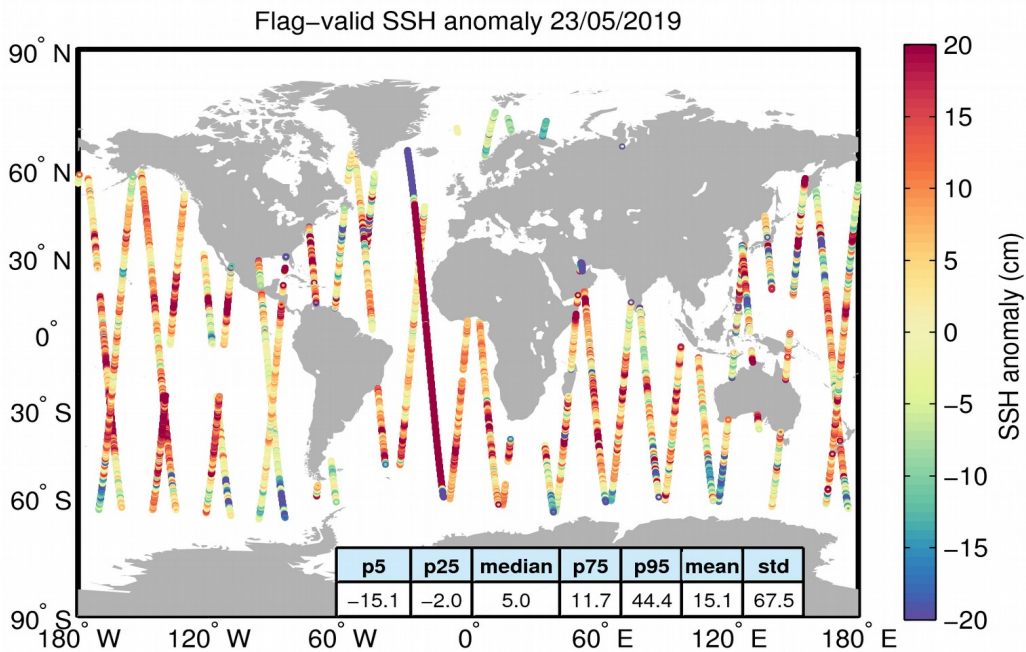 Flag−valid SSH anomaly 23/05/2019
90° N
60° N
30° N
0°
30° S
60° S
90° S
180° W
120° W
60° W
0°
60° E
120° E
180° E
p5 p25 median p75 p95 mean std
−15.1 −2.0 5.0 11.7 44.4 15.1 67.5
20
15
10
5
0
−5
−10
−15
−20
SSH anomaly (cm)